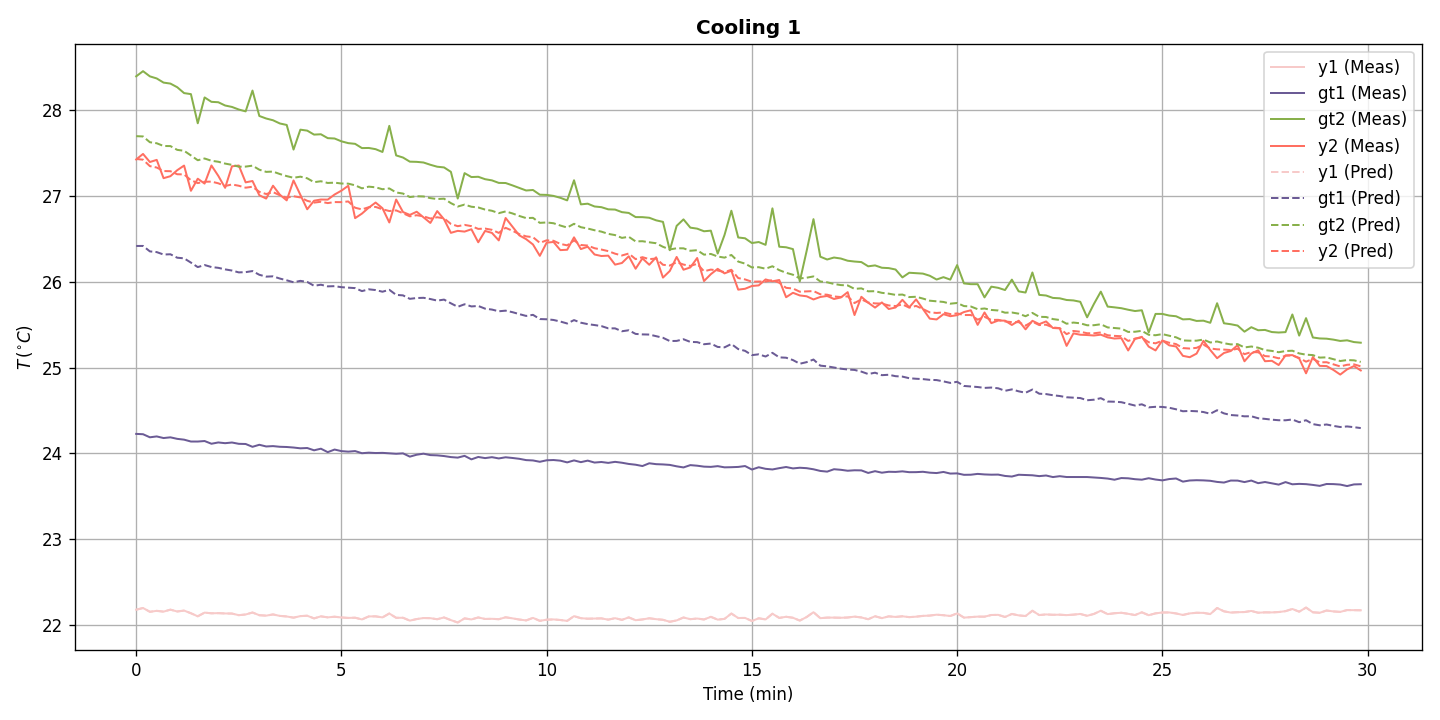 Cooling 1
y1 (Meas)
gt1 (Meas)
gt2 (Meas)
y2 (Meas)
y1 (Pred)
gt1 (Pred)
gt2 (Pred)
y2 (Pred)
28
27
26
25
24
23
22
T(°C)
0 5 10 15 20 25 30
Time (min)